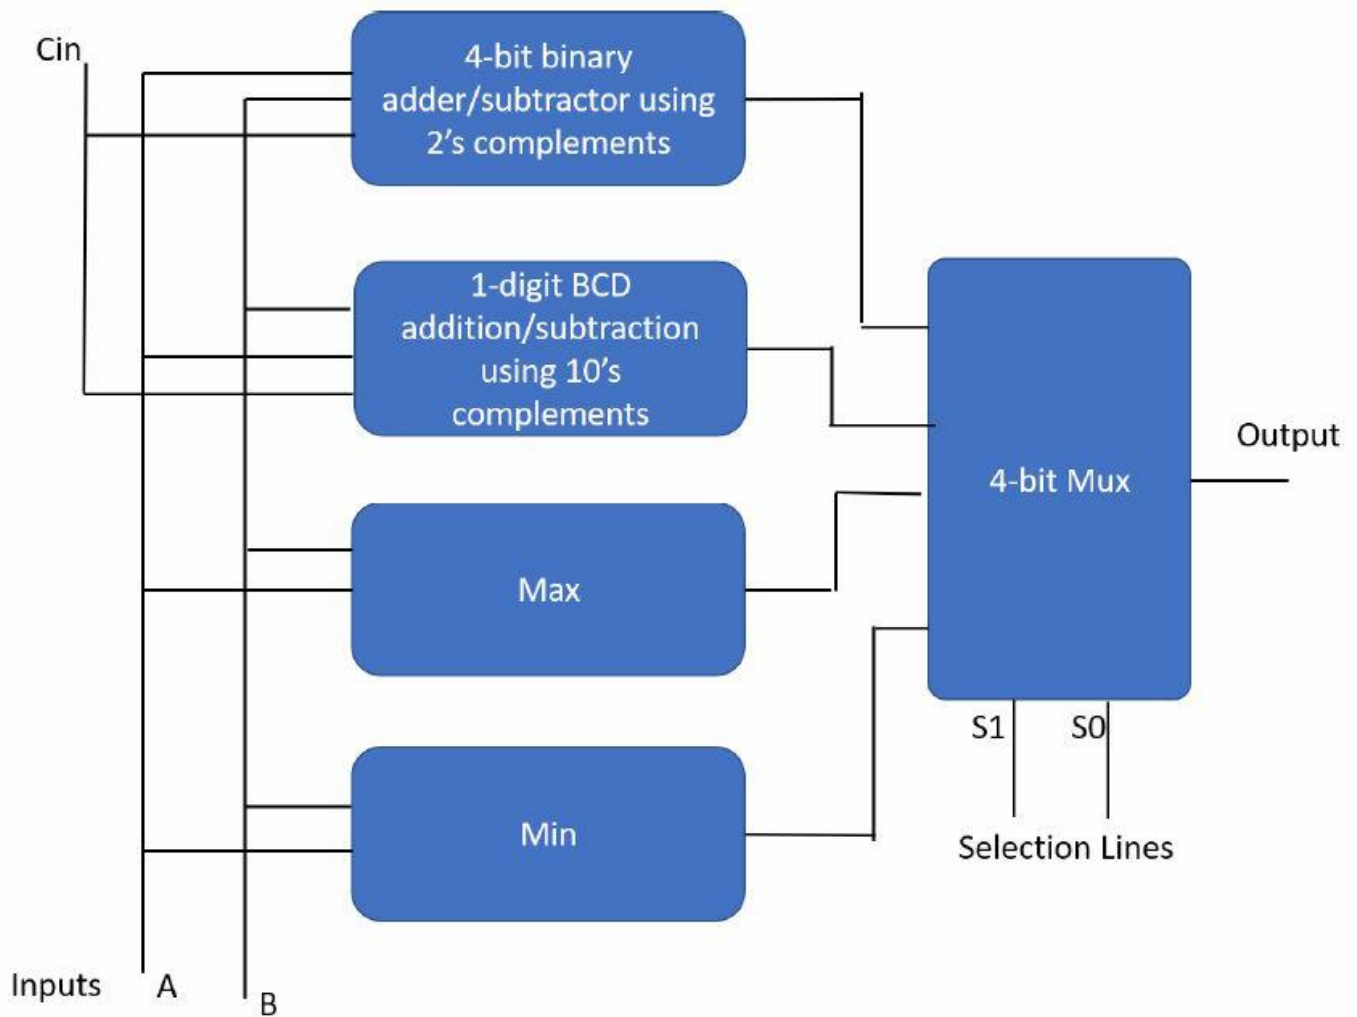 Cin
4-bit binary
adder/subtractor using
2's complements
1-digit BCD
addition/subtraction
using 10's
complements
Max
Min
4-bit Mux
Output
S1
S0
Selection Lines
Inputs
A
B